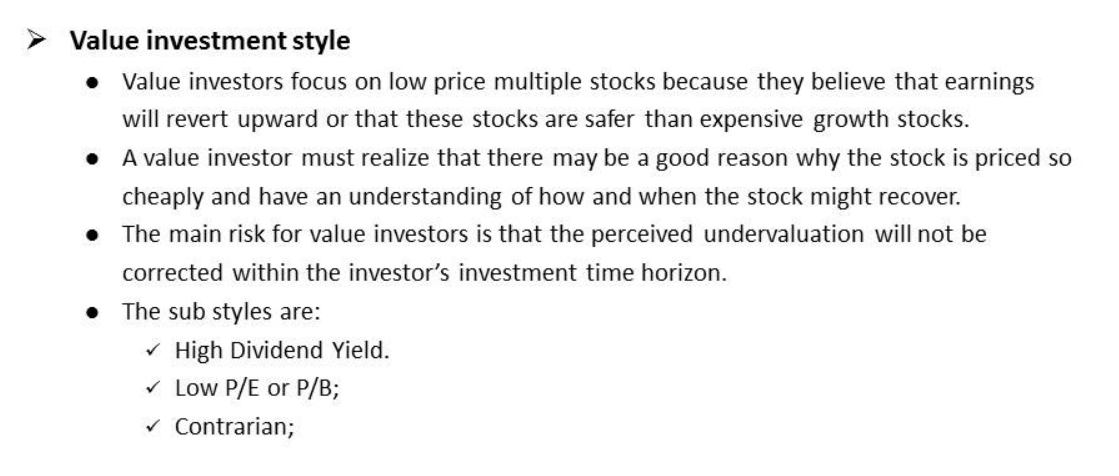 ➢ Value investment style
● Value investors focus on low price multiple stocks because they believe that earnings
will revert upward or that these stocks are safer than expensive growth stocks.
● A value investor must realize that there may be a good reason why the stock is priced so
cheaply and have an understanding of how and when the stock might recover.
● The main risk for value investors is that the perceived undervaluation will not be
corrected within the investor’s investment time horizon.
● The sub styles are:
✓ High Dividend Yield.
✓ Low P/E or P/B;
✓ Contrarian;